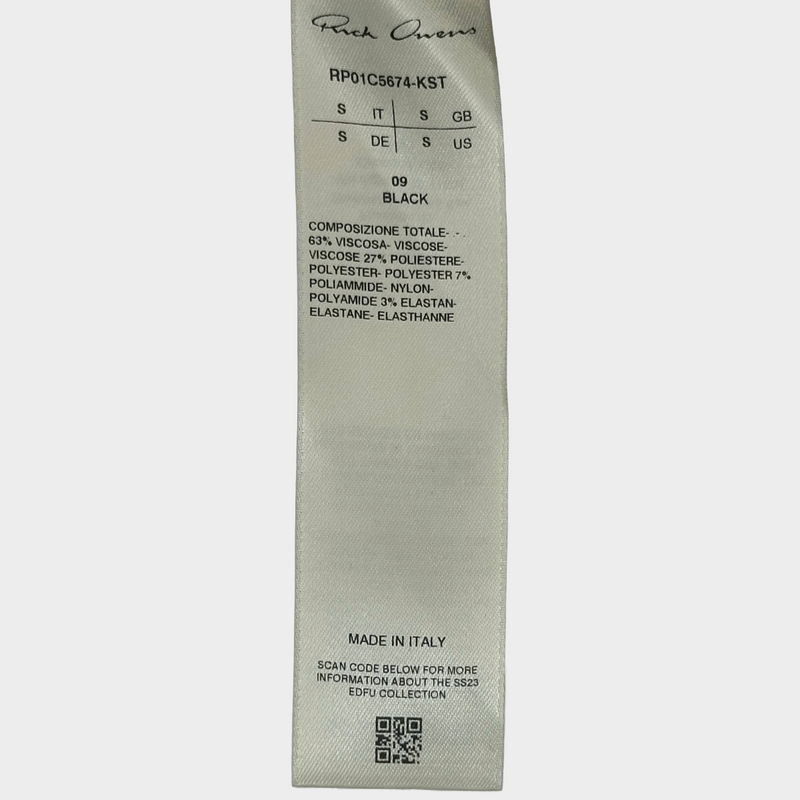 Rick Owens
RP01C5674-KST
S IT S GB
S DE S US
09
BLACK
COMPOSIZIONE TOTALE- .- .
63% VISCOSA- VISCOSE-
VISCOSE 27% POLIESTERE-
POLYESTER- POLYESTER 7%
POLIAMMIDE- NYLON-
POLYAMIDE 3% ELASTAN-
ELASTANE- ELASTHANNE
MADE IN ITALY
SCAN CODE BELOW FOR MORE
INFORMATION ABOUT THE SS23
EDFU COLLECTION